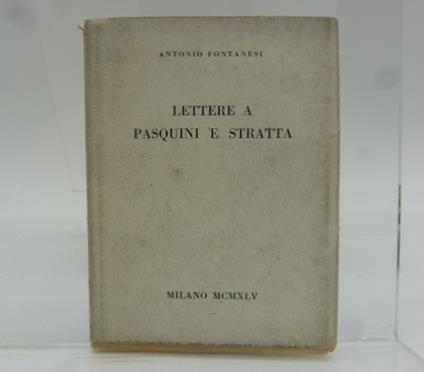 ANTONIO FONTANESI
LETTERE A
PASQUINI E STRATTA
MILANO MCMXLV